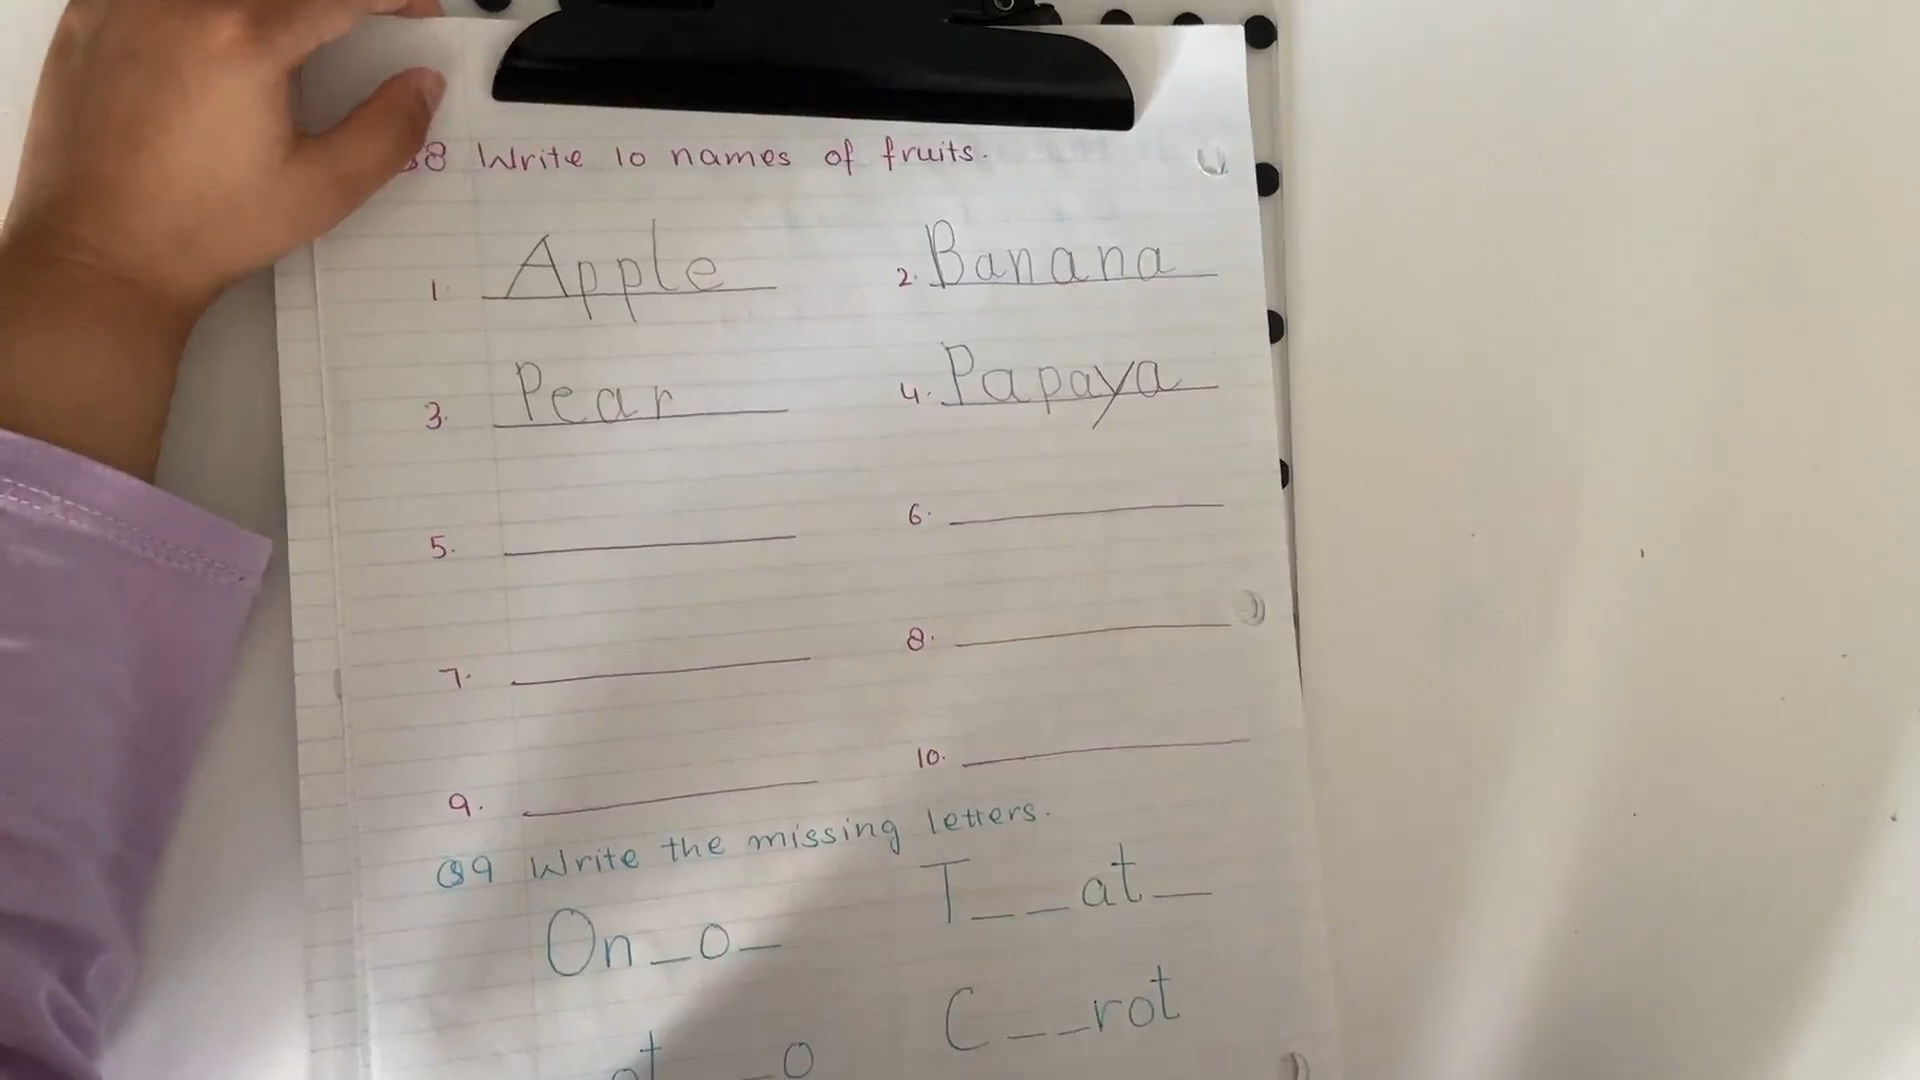 Q8 Write 10 names of fruits.
1. Apple 2. Banana
3. Pear 4. Papaya
5. 6.
7. 8.
9. 10.
Q9 Write the missing letters.
On_o_ T__at_
C__rot